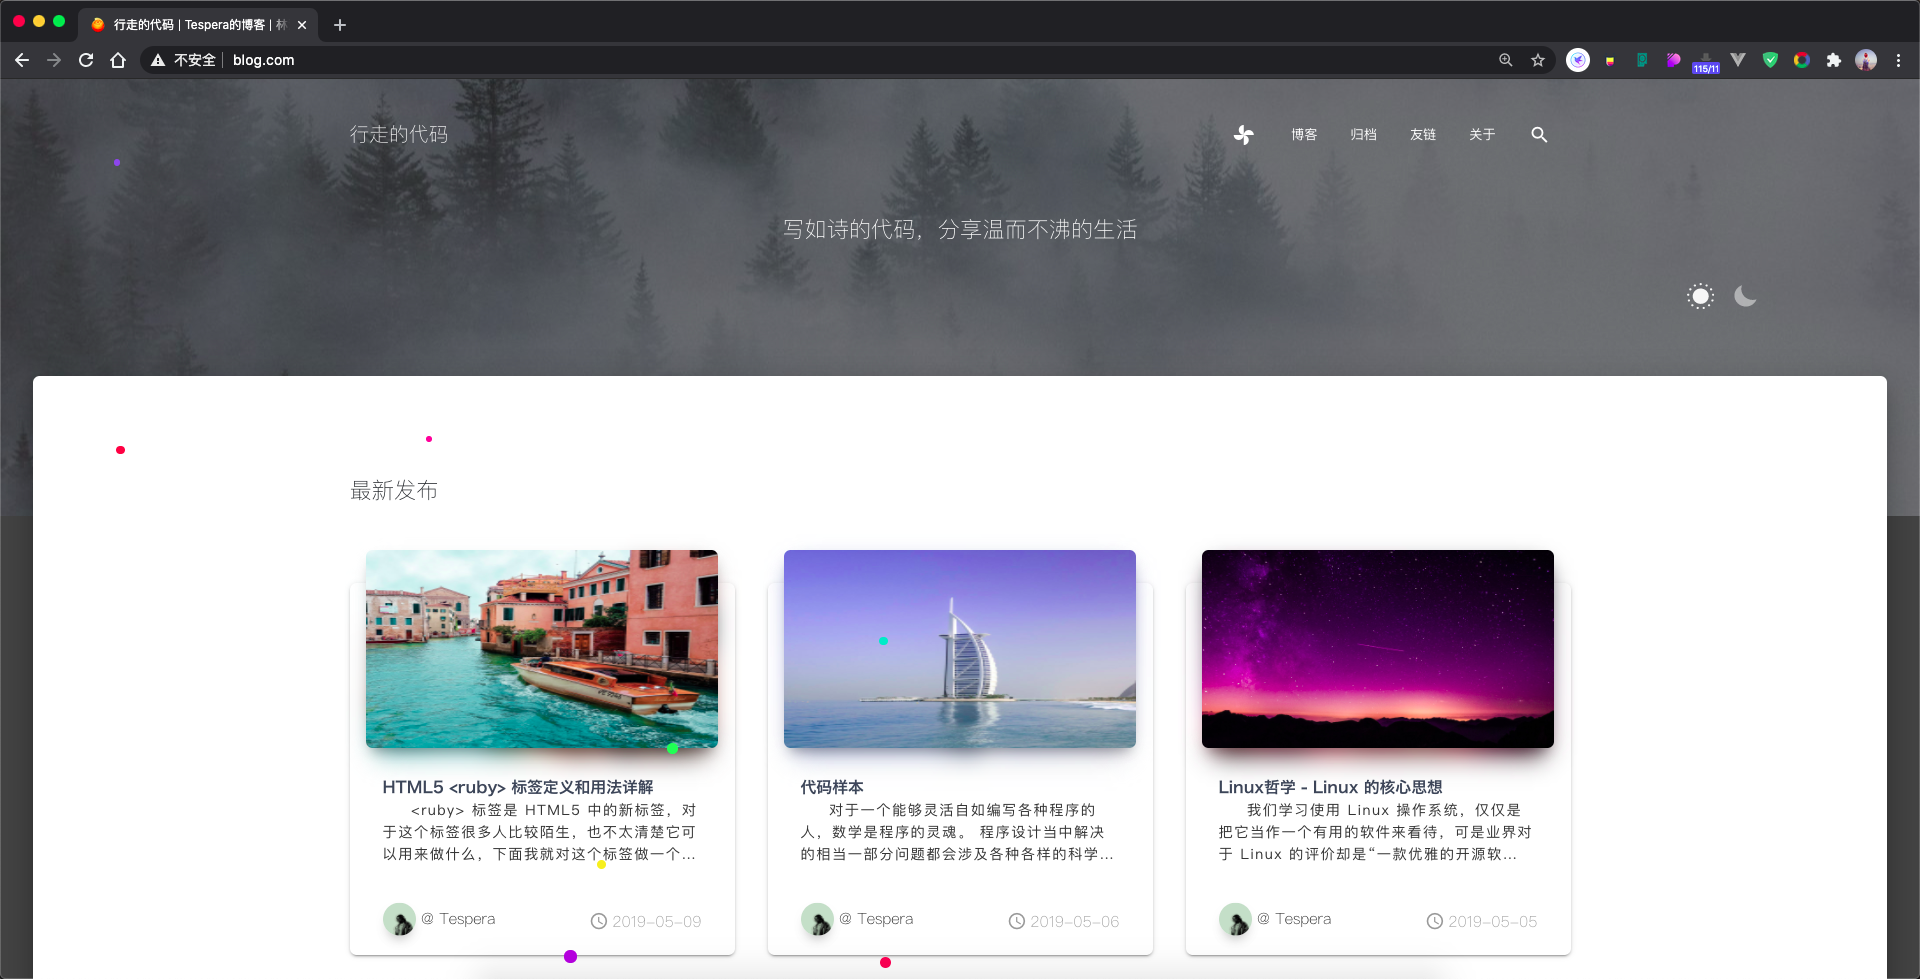 行走的代码 | Tespera的博客 | 林
不安全 | blog.com
115/11
行走的代码
博客 归档 友链 关于
写如诗的代码，分享温而不沸的生活
最新发布
HTML5 <ruby> 标签定义和用法详解
<ruby> 标签是 HTML5 中的新标签，对
于这个标签很多人比较陌生，也不太清楚它可
以用来做什么，下面我就对这个标签做一个...
@ Tespera
2019-05-09
代码样本
对于一个能够灵活自如编写各种程序的
人，数学是程序的灵魂。 程序设计当中解决
的相当一部分问题都会涉及各种各样的科学...
@ Tespera
2019-05-06
Linux哲学 - Linux 的核心思想
我们学习使用 Linux 操作系统，仅仅是
把它当作一个有用的软件来看待，可是业界对
于 Linux 的评价却是“一款优雅的开源软...
@ Tespera
2019-05-05